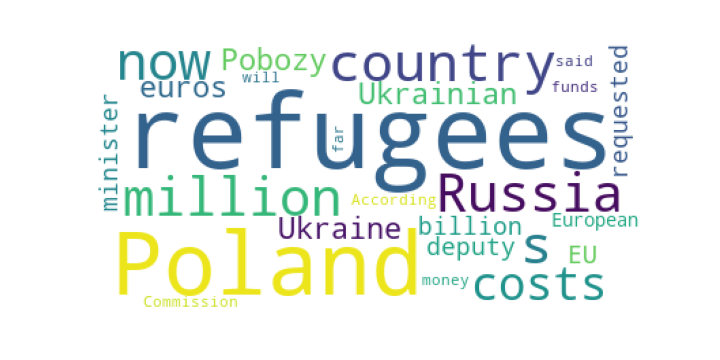 now Pobozy country said requested
will euros Ukrainian funds
refugees
far
minister million According Russia
Ukraine billion European
Poland deputy s EU
money costs
Commission